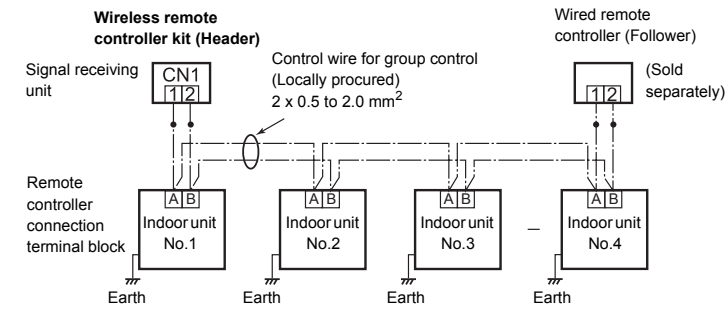 Wireless remote
controller kit (Header)
Wired remote
controller (Follower)
Signal receiving
unit
CN1
1 2
Control wire for group control
(Locally procured)
2 x 0.5 to 2.0 mm²
1 2
(Sold
separately)
Remote
controller
connection
terminal block
A B
Indoor unit
No.1
A B
Indoor unit
No.2
A B
Indoor unit
No.3
–
A B
Indoor unit
No.4
Earth
Earth
Earth
Earth